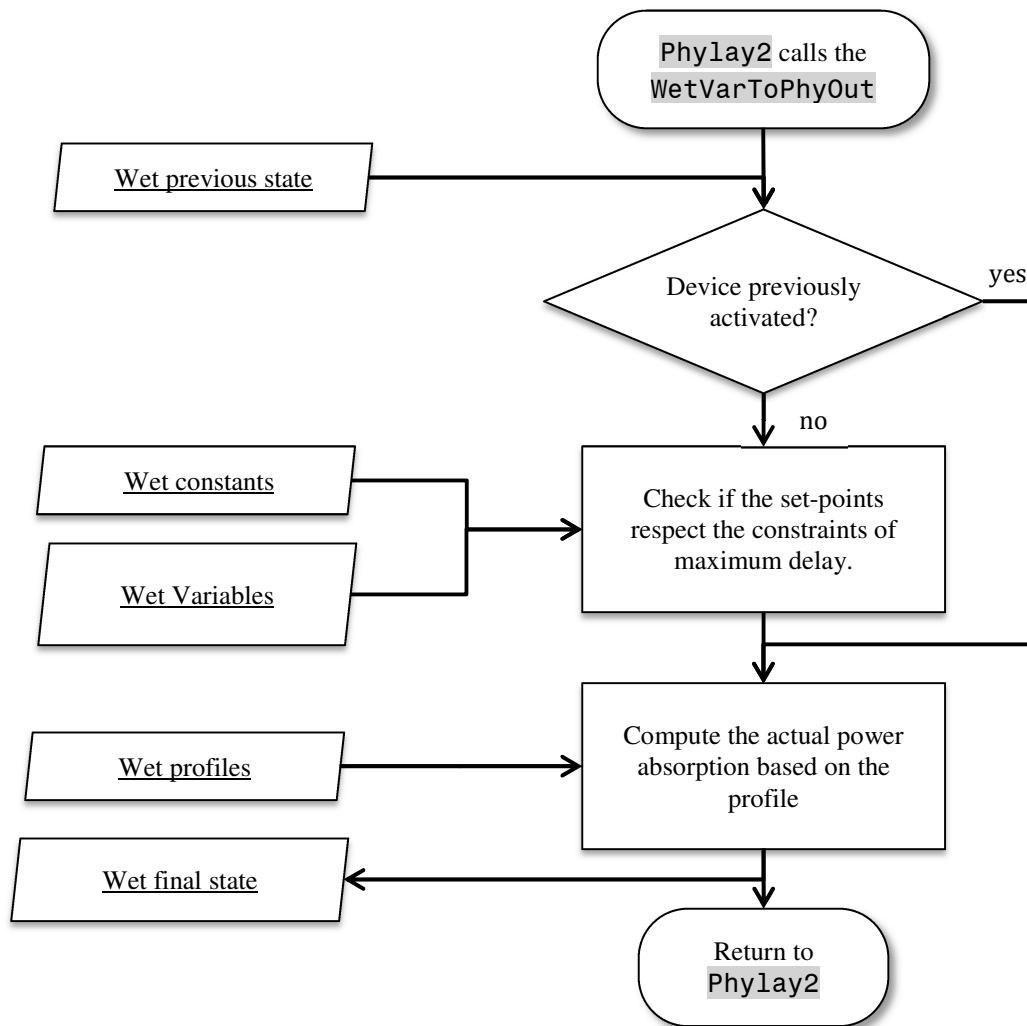 Phylay2 calls the
WetVarToPhyOut
Wet previous state
Device previously
activated?
yes
no
Wet constants
Check if the set-points
respect the constraints of
maximum delay.
Wet Variables
Compute the actual power
absorption based on the
profile
Wet profiles
Wet final state
Return to
Phylay2